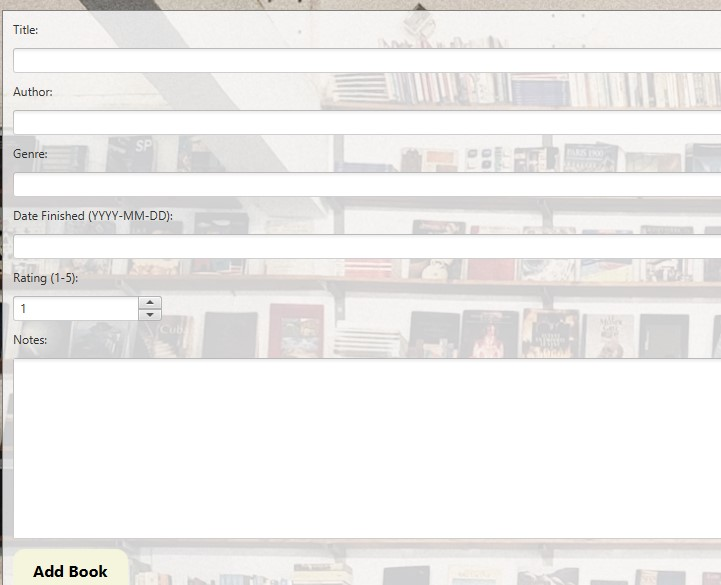 Title:
Author:
Genre:
Date Finished (YYYY-MM-DD):
Rating (1-5):
1
Notes:
Add Book